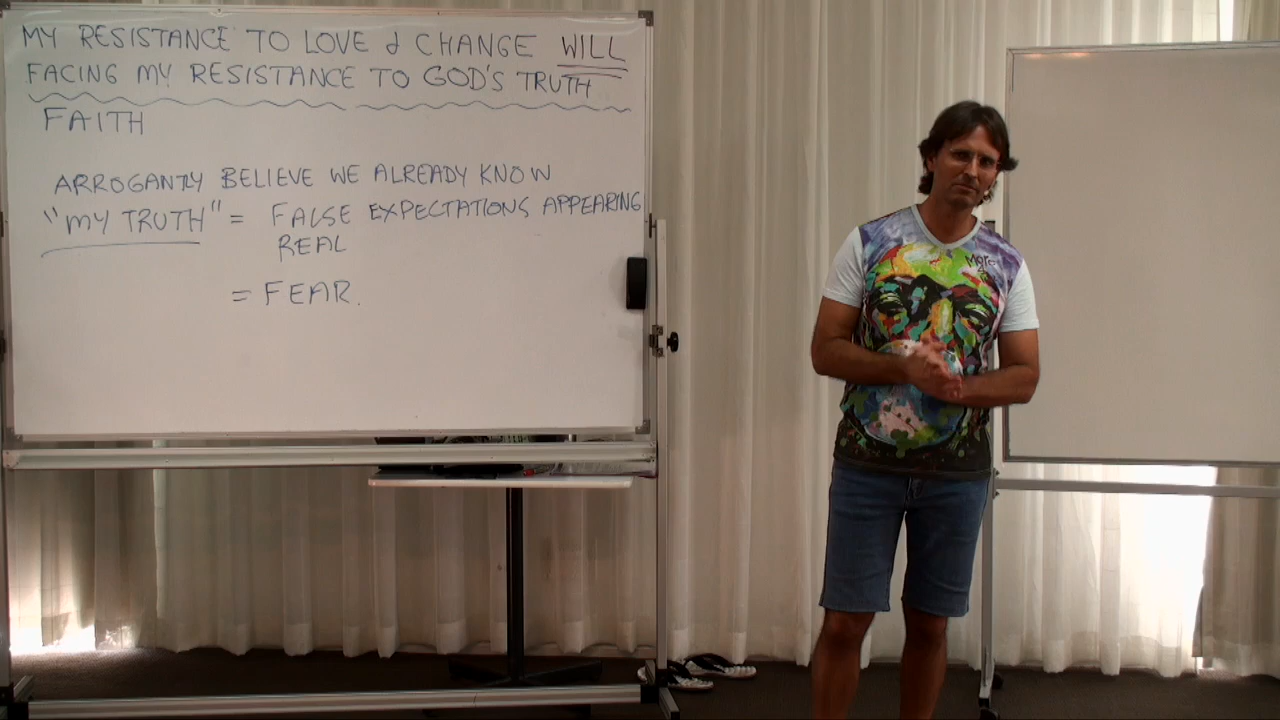 MY RESISTANCE TO LOVE & CHANGE WILL
FACING MY RESISTANCE TO GOD'S TRUTH
FAITH
ARROGANTLY BELIEVE WE ALREADY KNOW
"MY TRUTH" = FALSE EXPECTATIONS APPEARING
REAL
= FEAR.
More